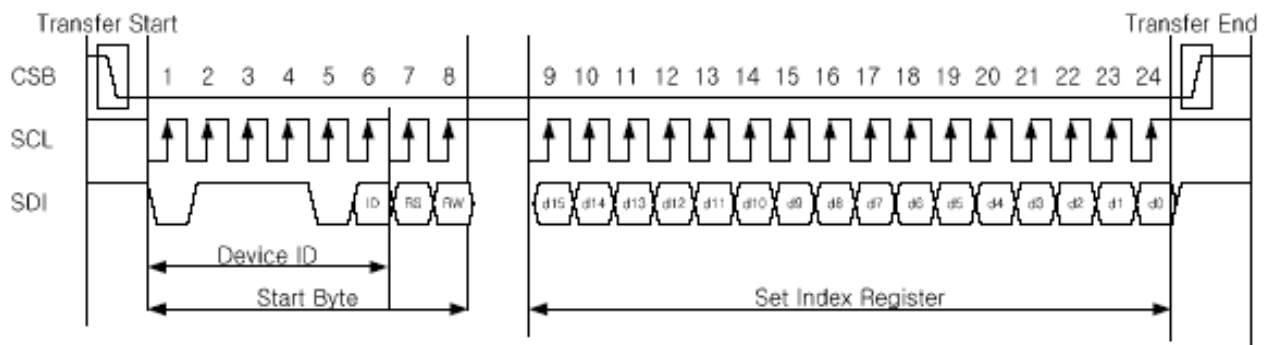 Transfer Start Transfer End
CSB 1 2 3 4 5 6 7 8 9 10 11 12 13 14 15 16 17 18 19 20 21 22 23 24
SCL
SDI ID RS RW d15 d14 d13 d12 d11 d10 d9 d8 d7 d6 d5 d4 d3 d2 d1 d0
Device ID
Start Byte Set Index Register